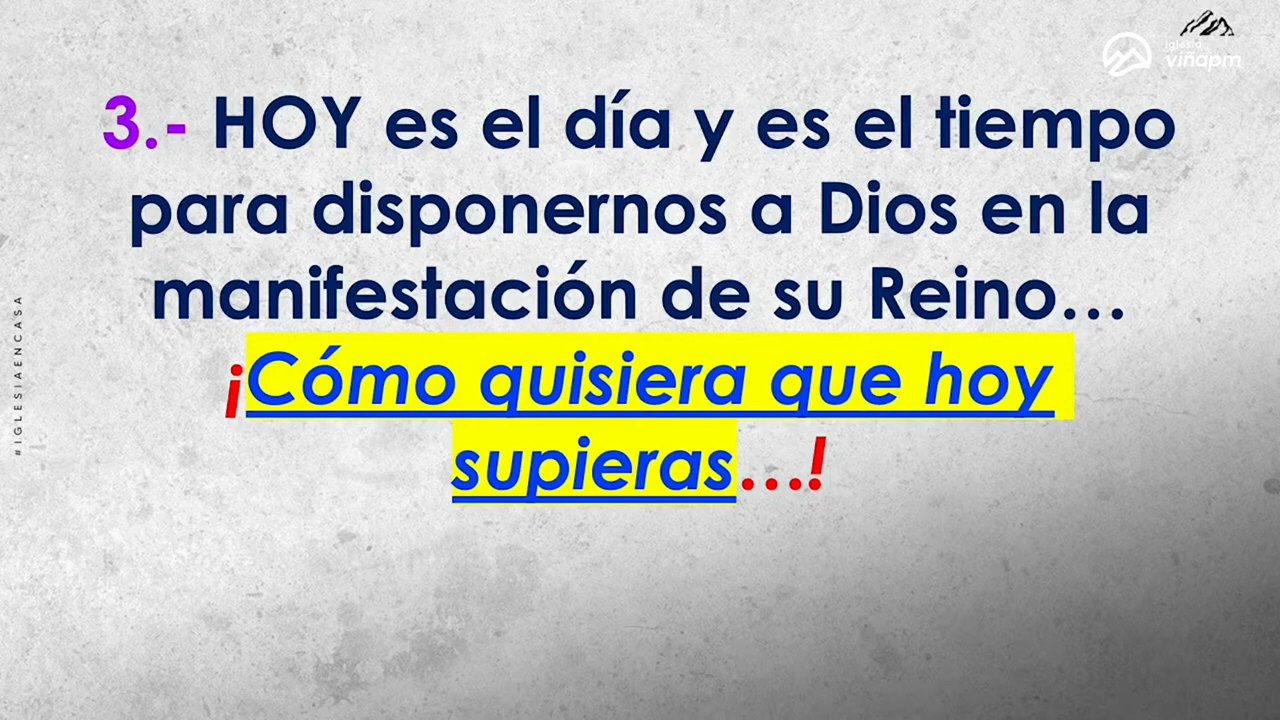 iglesia
viñapm
3.- HOY es el día y es el tiempo
para disponernos a Dios en la
manifestación de su Reino...
¡Cómo quisiera que hoy
supieras...!
#IGLESIAENCASA